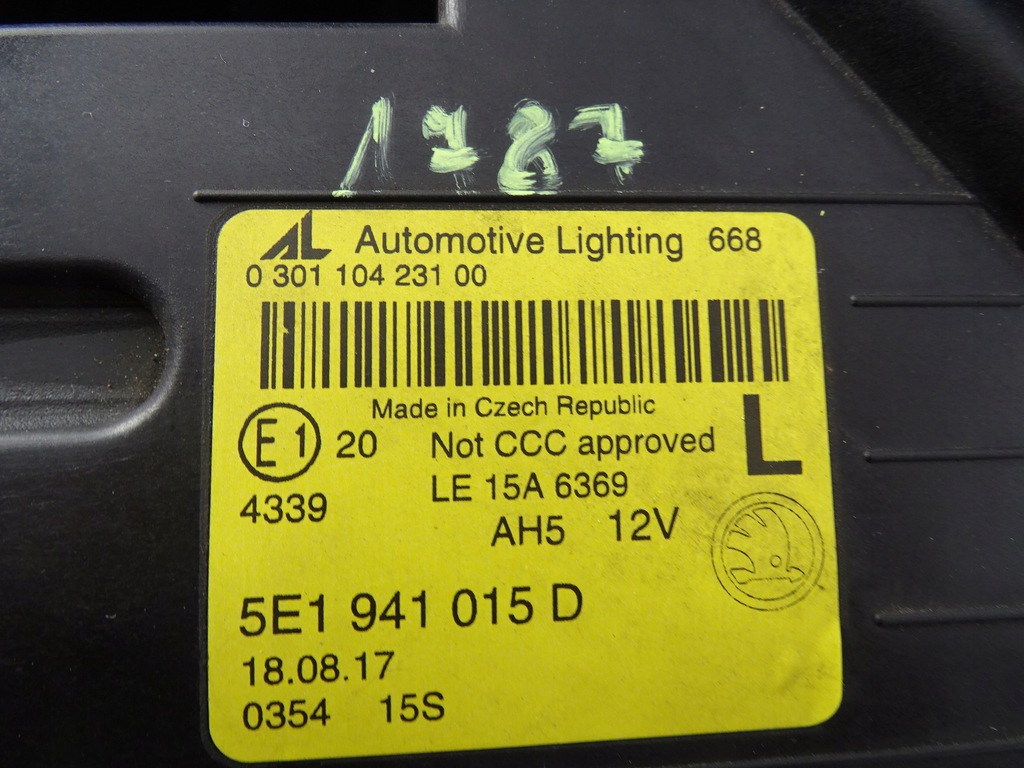 1787
AL Automotive Lighting 668
0 301 104 231 00
Made in Czech Republic
E1 20 Not CCC approved L
4339 LE 15A 6369
AH5 12V
5E1 941 015 D
18.08.17
0354 15S